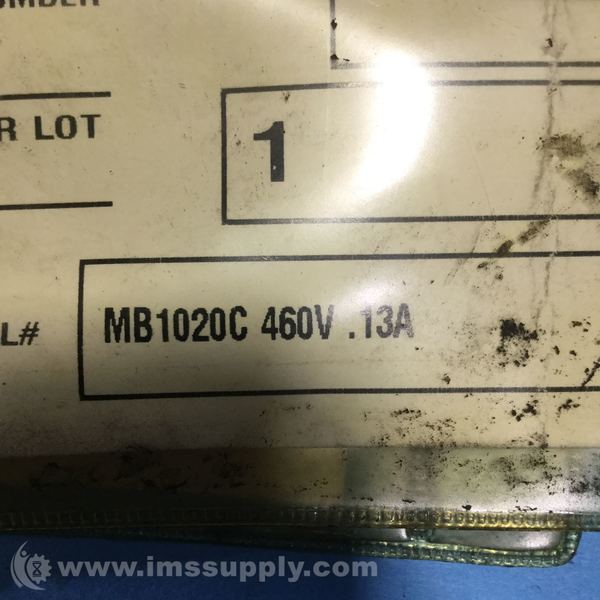 R LOT
1
L#
MB1020C 460V .13A
www.imssupply.com